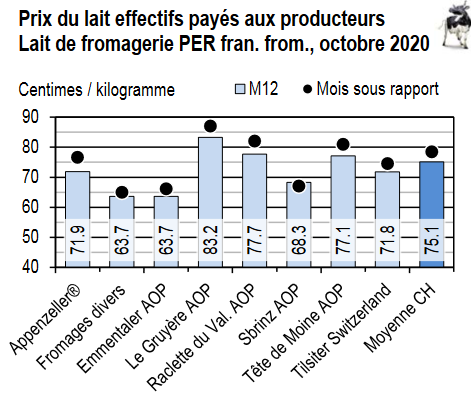 Prix du lait effectifs payés aux producteurs
Lait de fromagerie PER fran. from., octobre 2020
Centimes / kilogramme
M12
Mois sous rapport
90
80
70
60
50
40
71.9
63.7
63.7
83.2
77.7
68.3
77.1
71.8
75.1
Appenzeller®
Fromages divers
Emmentaler AOP
Le Gruyère AOP
Raclette du Val. AOP
Sbrinz AOP
Tête de Moine AOP
Tilsiter Switzerland
Moyenne CH